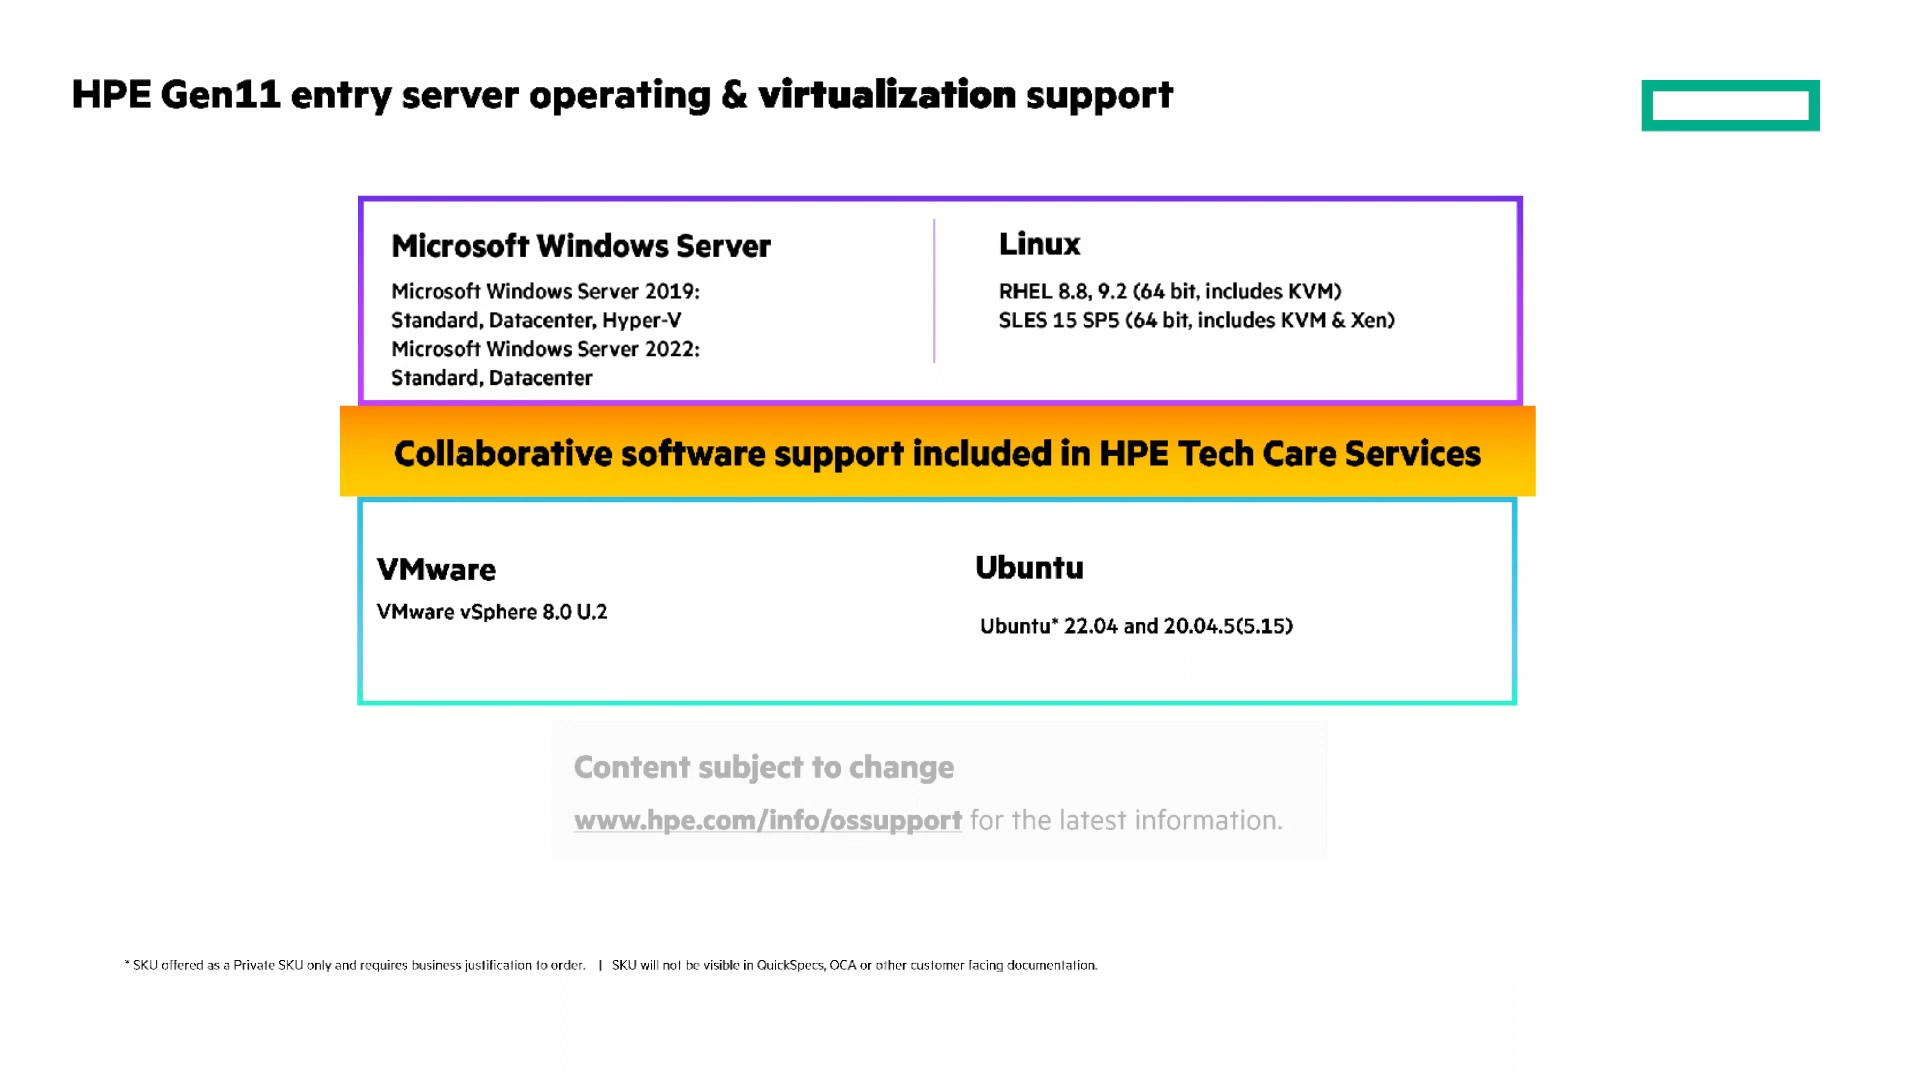 HPE Gen11 entry server operating & virtualization support
Microsoft Windows Server
Microsoft Windows Server 2019:
Standard, Datacenter, Hyper-V
Microsoft Windows Server 2022:
Standard, Datacenter
Linux
RHEL 8.8, 9.2 (64 bit, includes KVM)
SLES 15 SP5 (64 bit, includes KVM & Xen)
Collaborative software support included in HPE Tech Care Services
VMware
VMware vSphere 8.0 U.2
Ubuntu
Ubuntu* 22.04 and 20.04.5(5.15)
Content subject to change
www.hpe.com/info/ossupport for the latest information.
* SKU offered as a Private SKU only and requires business justification to order. | SKU will not be visible in QuickSpecs, OCA or other customer facing documentation.